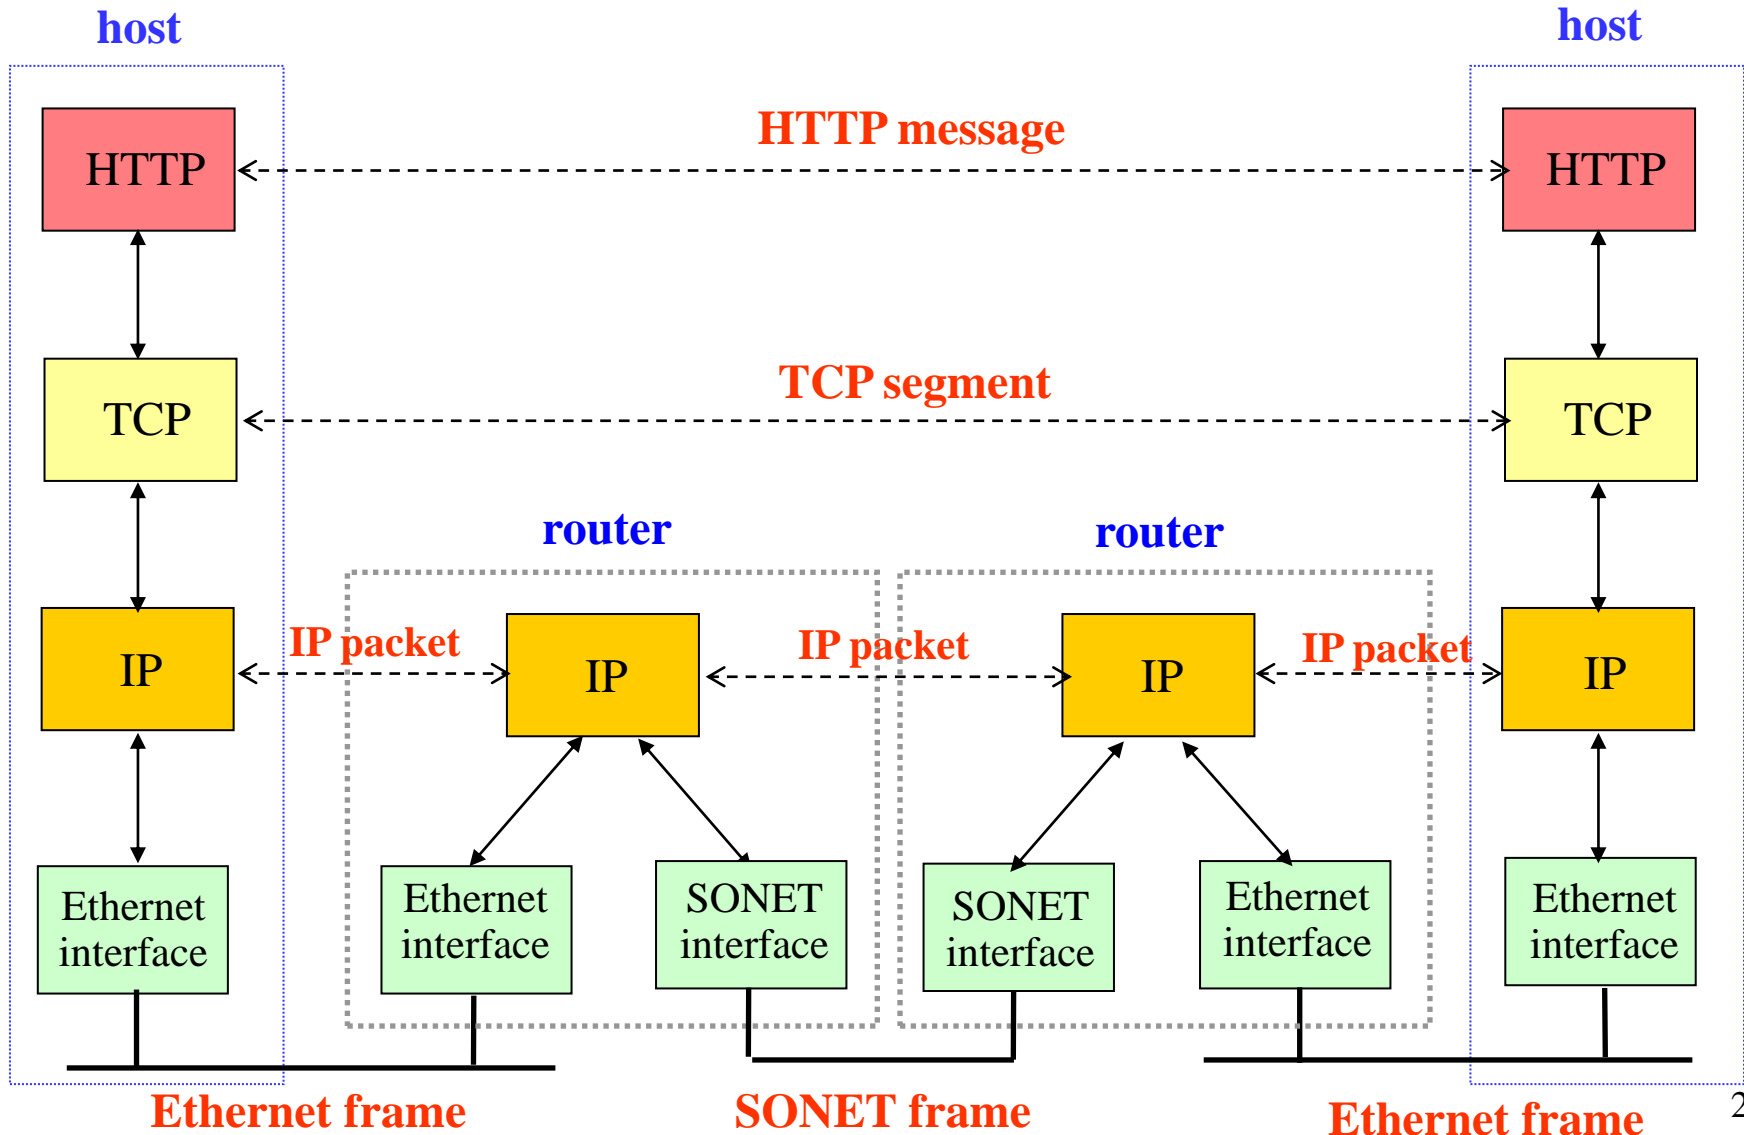 host
host
HTTP message
HTTP
HTTP
TCP segment
TCP
TCP
router
router
IP packet
IP packet
IP packet
IP
IP
IP
IP
Ethernet
interface
Ethernet
interface
SONET
interface
SONET
interface
Ethernet
interface
Ethernet
interface
Ethernet frame
SONET frame
Ethernet frame
2